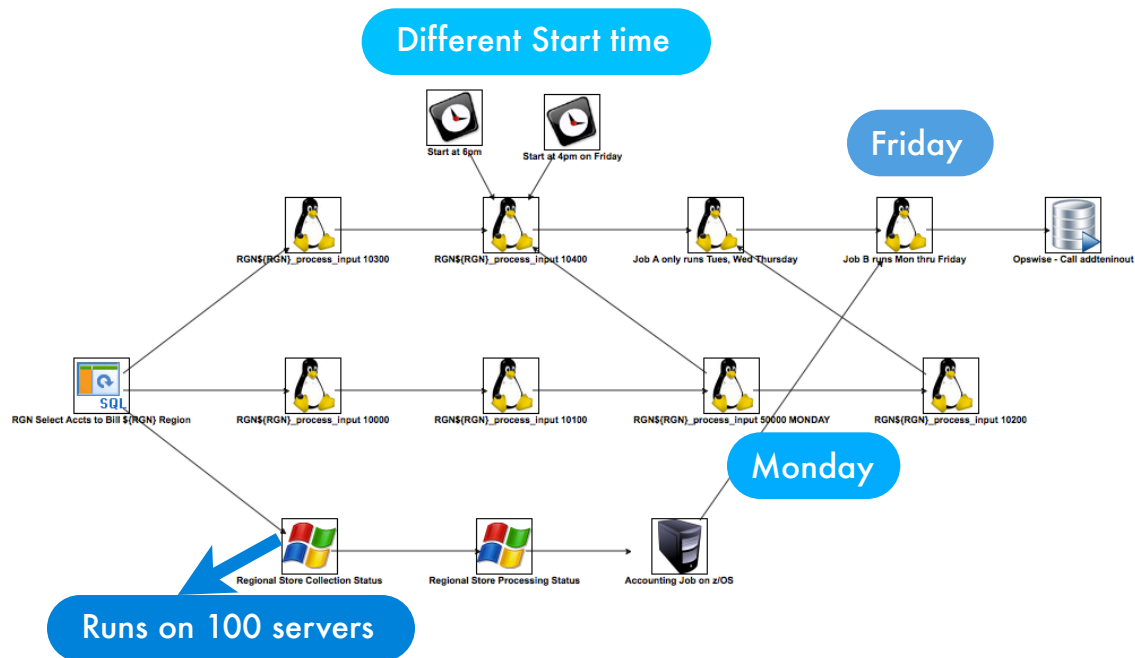 Different Start time
Start at 6pm
Start at 4pm on Friday
Friday
RGN${RGN}_process_input 10300
RGN${RGN}_process_input 10400
Job A only runs Tues, Wed Thursday
Job B runs Mon thru Friday
Opswise - Call addteninout
SQL
RGN Select Accts to Bill ${RGN} Region
RGN${RGN}_process_input 10000
RGN${RGN}_process_input 10100
RGN${RGN}_process_input 50000 MONDAY
RGN${RGN}_process_input 10200
Monday
Regional Store Collection Status
Regional Store Processing Status
Accounting Job on z/OS
Runs on 100 servers